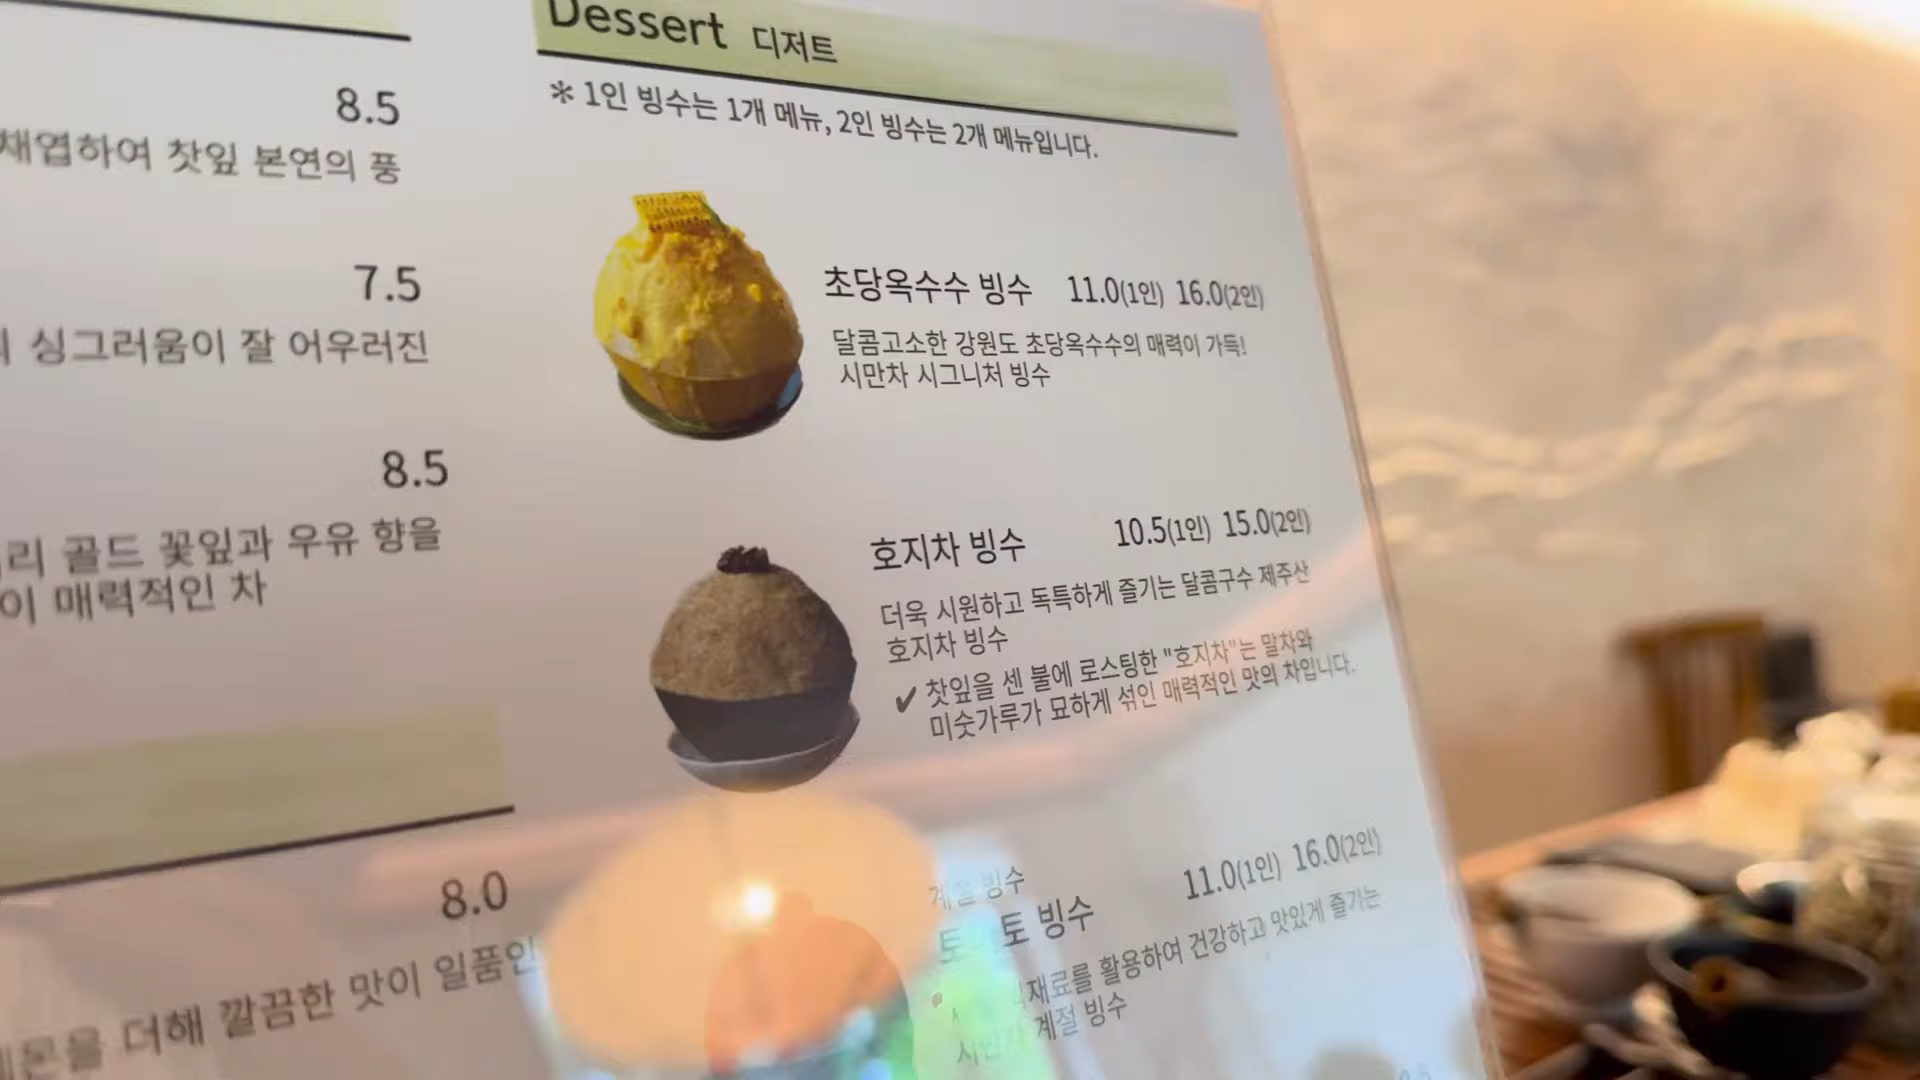 8.5
채엽하여 찻잎 본연의 풍
7.5
싱그러움이 잘 어우러진
8.5
골드 꽃잎과 우유 향을
매력적인 차
8.0
더해 깔끔한 맛이 일품인
Dessert 디저트
* 1인 빙수는 1개 메뉴, 2인 빙수는 2개 메뉴입니다.
초당옥수수 빙수 11.0(1인) 16.0(2인)
달콤고소한 강원도 초당옥수수의 매력이 가득!
시만차 시그니처 빙수
호지차 빙수 10.5(1인) 15.0(2인)
더욱 시원하고 독특하게 즐기는 달콤구수 제주산
호지차 빙수
✔ 찻잎을 센 불에 로스팅한 "호지차"는 말차와
미숫가루가 묘하게 섞인 매력적인 맛의 차입니다.
계절 빙수
빙수 11.0(1인) 16.0(2인)
활용하여 건강하고 맛있게 즐기는
계절 빙수